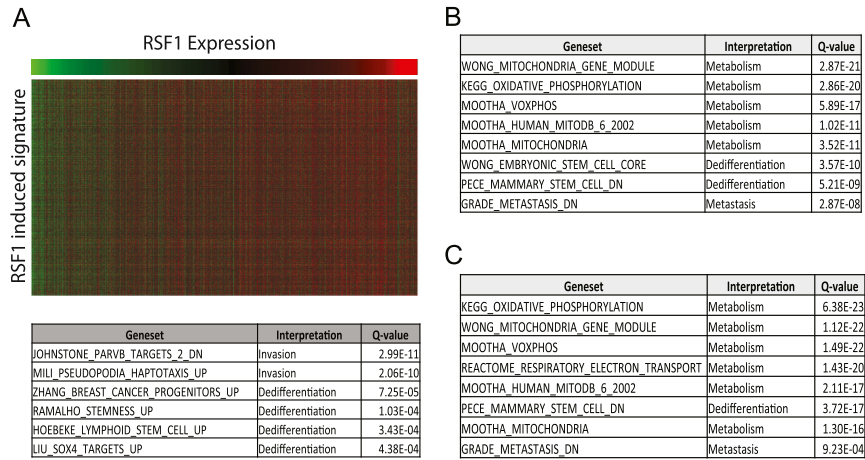 A
RSF1 Expression
RSF1 induced signature
Geneset Interpretation Q-value
JOHNSTONE_PARVB_TARGETS_2_DN Invasion 2.99E-11
MILI_PSEUDOPODIA_HAPTOTAXIS_UP Invasion 2.06E-10
ZHANG_BREAST_CANCER_PROGENITORS_UP Dedifferentiation 7.25E-05
RAMALHO_STEMNESS_UP Dedifferentiation 1.03E-04
HOEBEKE_LYMPHOID_STEM_CELL_UP Dedifferentiation 3.43E-04
LIU_SOX4_TARGETS_UP Dedifferentiation 4.38E-04
B
Geneset Interpretation Q-value
WONG_MITOCHONDRIA_GENE_MODULE Metabolism 2.87E-21
KEGG_OXIDATIVE_PHOSPHORYLATION Metabolism 2.86E-20
MOOTHA_VOXPHOS Metabolism 5.89E-17
MOOTHA_HUMAN_MITODB_6_2002 Metabolism 1.02E-11
MOOTHA_MITOCHONDRIA Metabolism 3.52E-11
WONG_EMBRYONIC_STEM_CELL_CORE Dedifferentiation 3.57E-10
PECE_MAMMARY_STEM_CELL_DN Dedifferentiation 5.21E-09
GRADE_METASTASIS_DN Metastasis 2.87E-08
C
Geneset Interpretation Q-value
KEGG_OXIDATIVE_PHOSPHORYLATION Metabolism 6.38E-23
WONG_MITOCHONDRIA_GENE_MODULE Metabolism 1.12E-22
MOOTHA_VOXPHOS Metabolism 1.49E-22
REACTOME_RESPIRATORY_ELECTRON_TRANSPORT Metabolism 1.43E-20
MOOTHA_HUMAN_MITODB_6_2002 Metabolism 2.11E-17
PECE_MAMMARY_STEM_CELL_DN Dedifferentiation 3.72E-17
MOOTHA_MITOCHONDRIA Metabolism 1.30E-16
GRADE_METASTASIS_DN Metastasis 9.23E-04